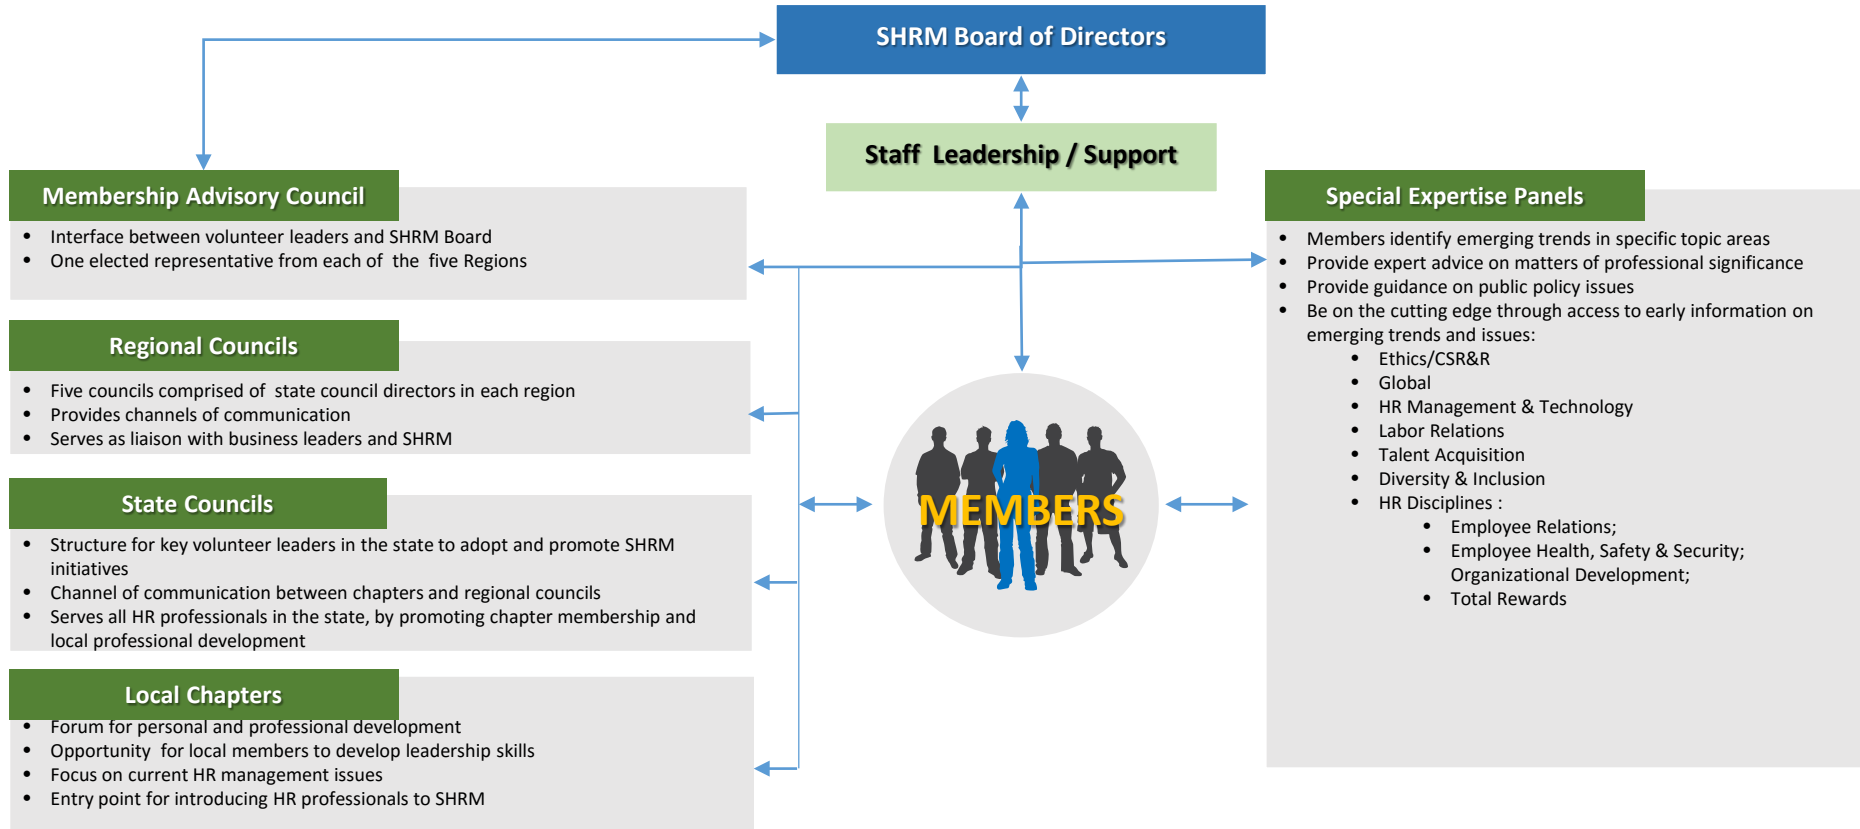 SHRM Board of Directors
Staff  Leadership / Support
Membership Advisory Council
• Interface between volunteer leaders and SHRM Board
• One elected representative from each of  the  five Regions
Regional Councils
• Five councils comprised of  state council directors in each region
• Provides channels of communication
• Serves as liaison with business leaders and SHRM
State Councils
• Structure for key volunteer leaders in the state to adopt and promote SHRM
initiatives
• Channel of communication between chapters and regional councils
• Serves all HR professionals in the state, by promoting chapter membership and
local professional development
Local Chapters
• Forum for personal and professional development
• Opportunity  for local members to develop leadership skills
• Focus on current HR management issues
• Entry point for introducing HR professionals to SHRM
MEMBERS
Special Expertise Panels
• Members identify emerging trends in specific topic areas
• Provide expert advice on matters of professional significance
• Provide guidance on public policy issues
• Be on the cutting edge through access to early information on
emerging trends and issues:
• Ethics/CSR&R
• Global
• HR Management & Technology
• Labor Relations
• Talent Acquisition
• Diversity & Inclusion
• HR Disciplines :
• Employee Relations;
• Employee Health, Safety & Security;
Organizational Development;
• Total Rewards